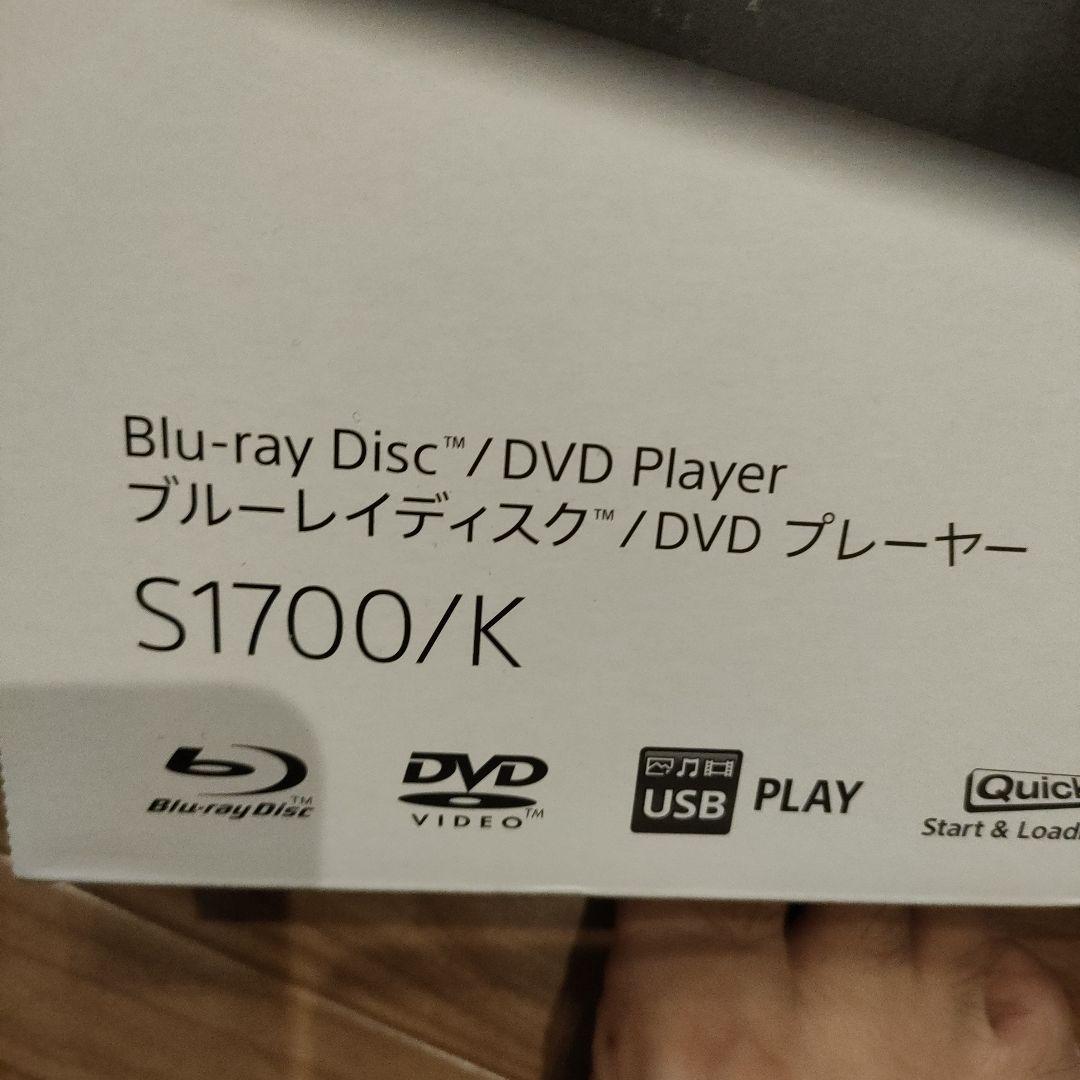 Blu-ray Disc™/DVD Player
ブルーレイディスク™/DVD プレーヤー
S1700/K
Blu-ray Disc™
DVD
VIDEO™
USB PLAY
Quick
Start & Load